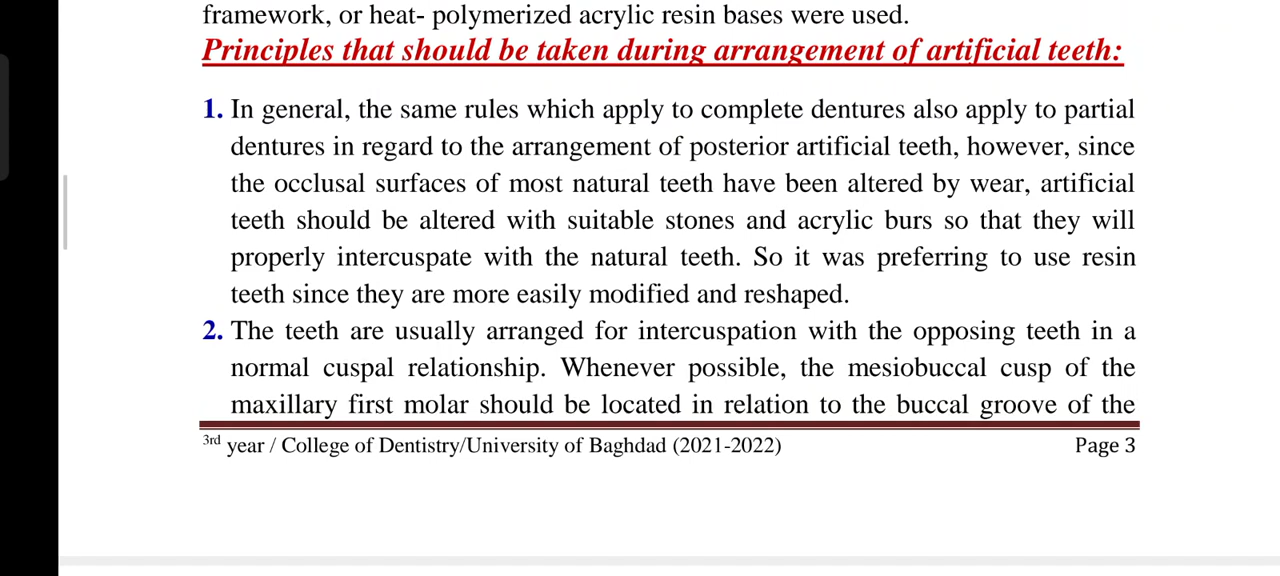 framework, or heat- polymerized acrylic resin bases were used.
Principles that should be taken during arrangement of artificial teeth:
1. In general, the same rules which apply to complete dentures also apply to partial
dentures in regard to the arrangement of posterior artificial teeth, however, since
the occlusal surfaces of most natural teeth have been altered by wear, artificial
teeth should be altered with suitable stones and acrylic burs so that they will
properly intercuspate with the natural teeth. So it was preferring to use resin
teeth since they are more easily modified and reshaped.
2. The teeth are usually arranged for intercuspation with the opposing teeth in a
normal cuspal relationship. Whenever possible, the mesiobuccal cusp of the
maxillary first molar should be located in relation to the buccal groove of the
3rd year / College of Dentistry/University of Baghdad (2021-2022) Page 3